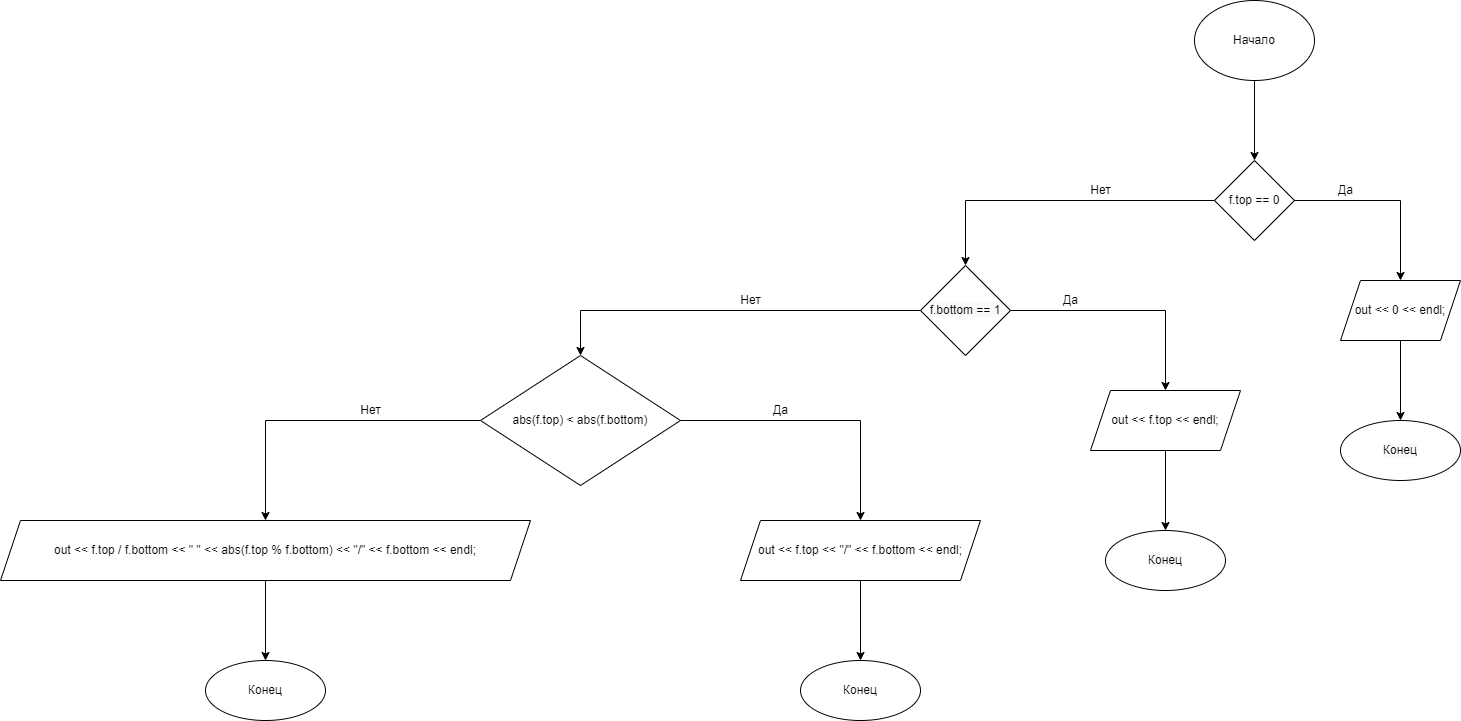 Начало
Нет
Да
f.top == 0
Нет
Да
f.bottom == 1
out << 0 << endl;
Нет
Да
abs(f.top) < abs(f.bottom)
out << f.top << endl;
Конец
out << f.top / f.bottom << " " << abs(f.top % f.bottom) << "/" << f.bottom << endl;
out << f.top << "/" << f.bottom << endl;
Конец
Конец
Конец